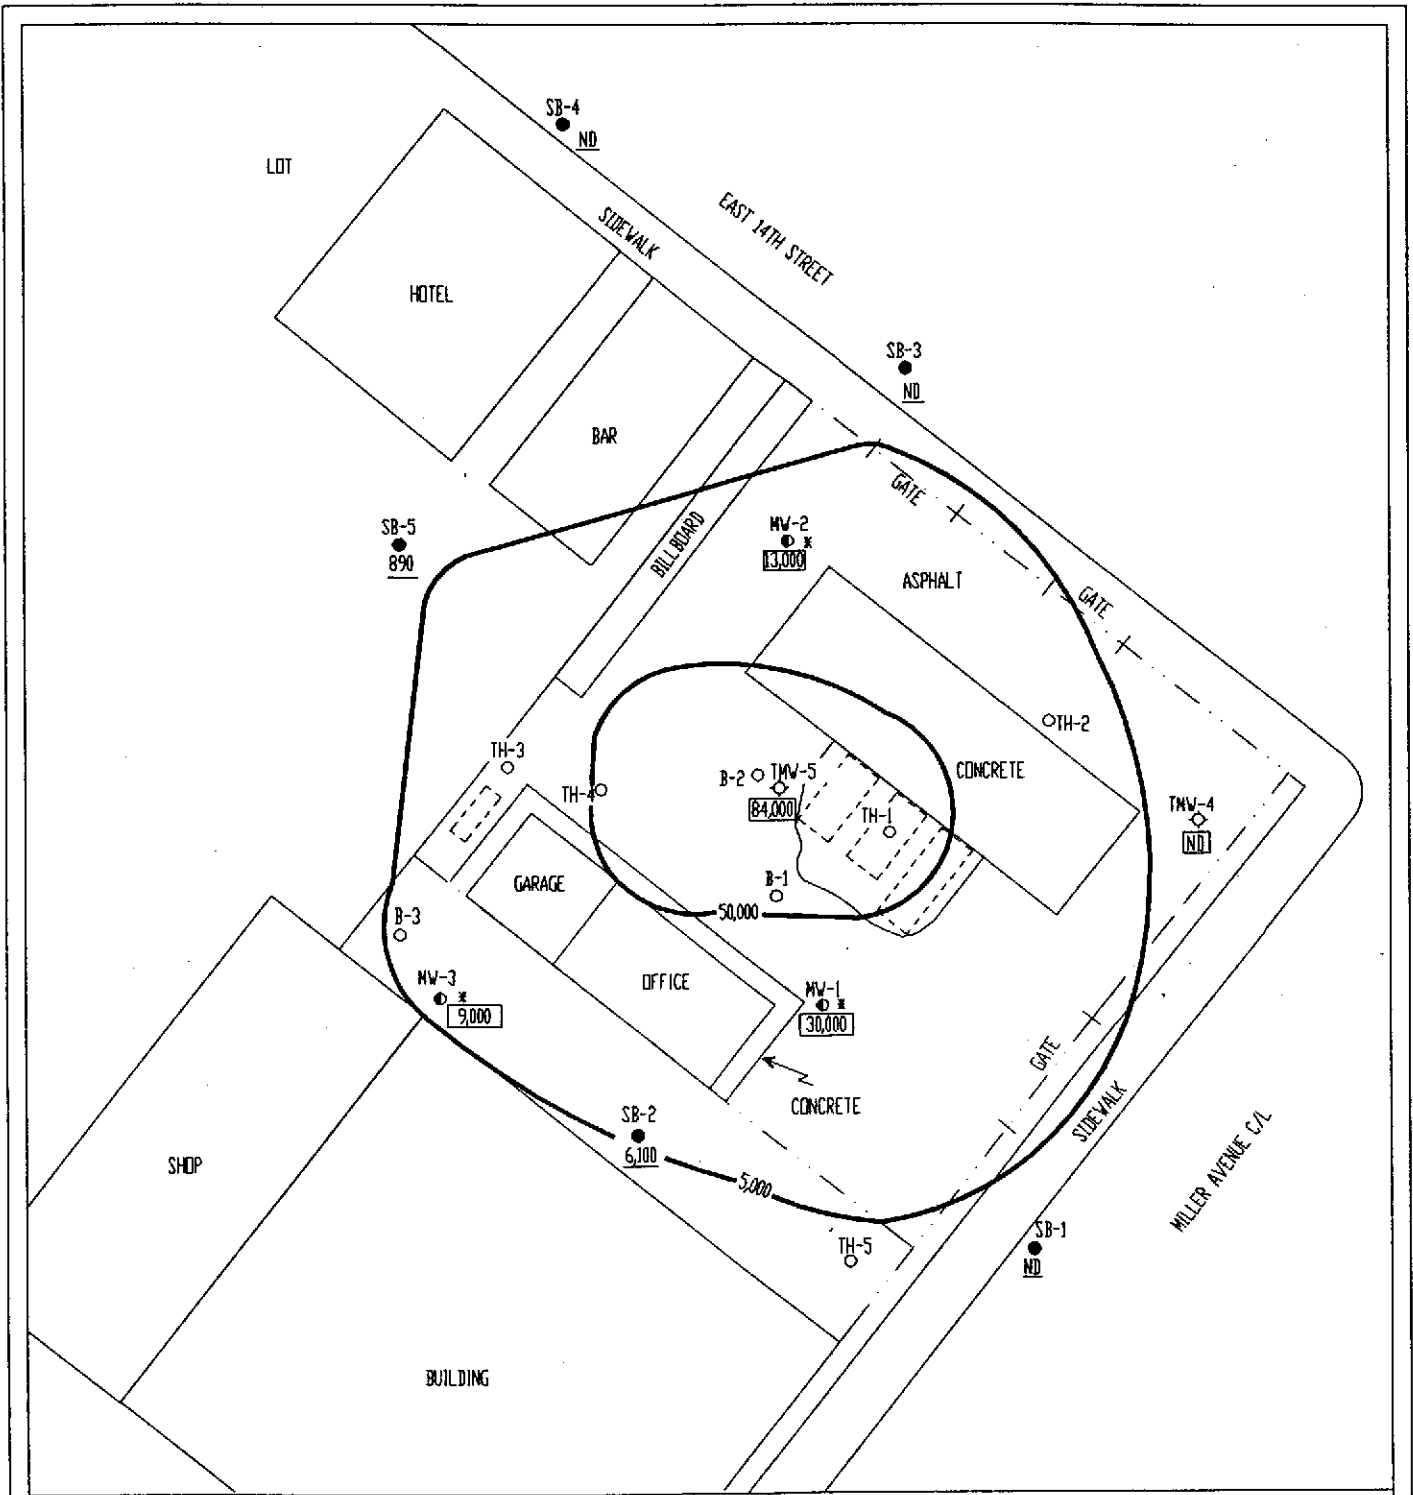 SB-4
ND
LOT
SIDEWALK
EAST 14TH STREET
HOTEL
SB-3
ND
BAR
GATE
SB-5
890
MW-2
*
13,000
BILLBOARD
ASPHALT
GATE
TH-2
TH-3
B-2
TMW-5
84,000
CONCRETE
TH-4
TH-1
TMW-4
ND
GARAGE
B-1
50,000
B-3
OFFICE
MW-3
*
9,000
MW-1
*
30,000
GATE
CONCRETE
SIDEWALK
SB-2
6,100
SHOP
5,000
MILLER AVENUE C/L
TH-5
SB-1
ND
BUILDING